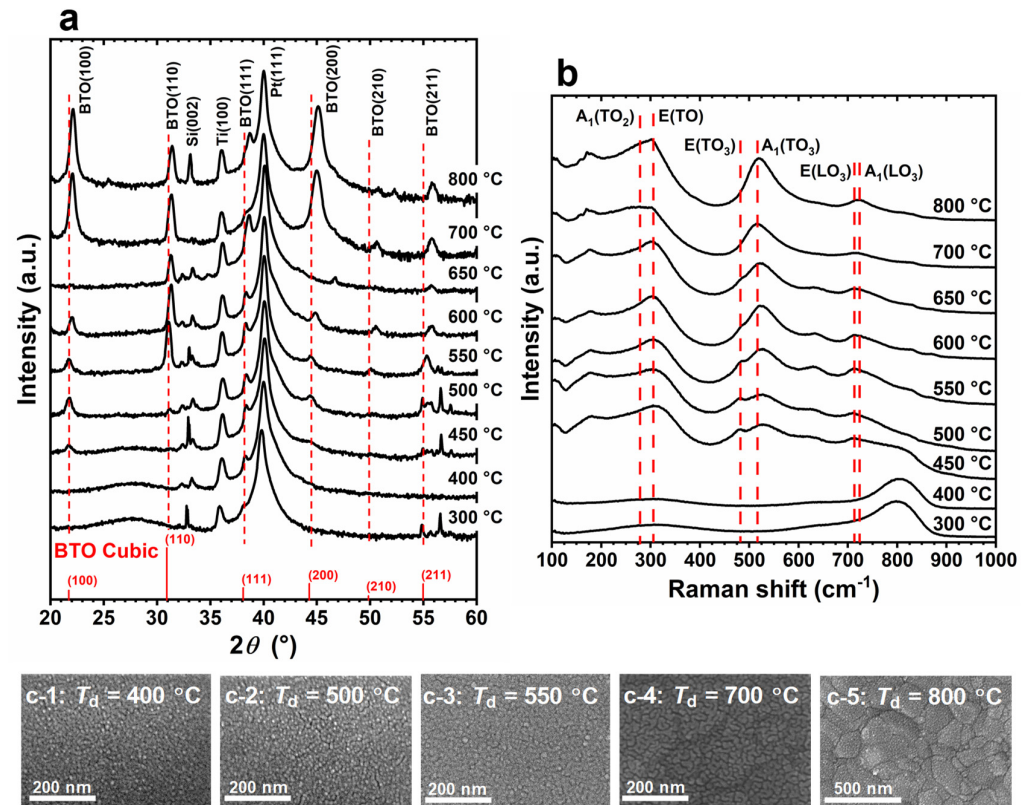 a
BTO(100)
BTO(110)
Si(002)
Ti(100)
BTO(111)
Pt(111)
BTO(200)
BTO(210)
BTO(211)
800 °C
700 °C
650 °C
600 °C
550 °C
500 °C
450 °C
400 °C
300 °C
BTO Cubic
(100)
(110)
(111)
(200)
(210)
(211)
Intensity (a.u.)
20 25 30 35 40 45 50 55 60
2θ (°)
b
A₁(TO₂)
E(TO)
E(TO₃)
A₁(TO₃)
E(LO₃)
A₁(LO₃)
800 °C
700 °C
650 °C
600 °C
550 °C
500 °C
450 °C
400 °C
300 °C
Intensity (a.u.)
100 200 300 400 500 600 700 800 900 1000
Raman shift (cm⁻¹)
c-1: Td = 400 °C
200 nm
c-2: Td = 500 °C
200 nm
c-3: Td = 550 °C
200 nm
c-4: Td = 700 °C
200 nm
c-5: Td = 800 °C
500 nm